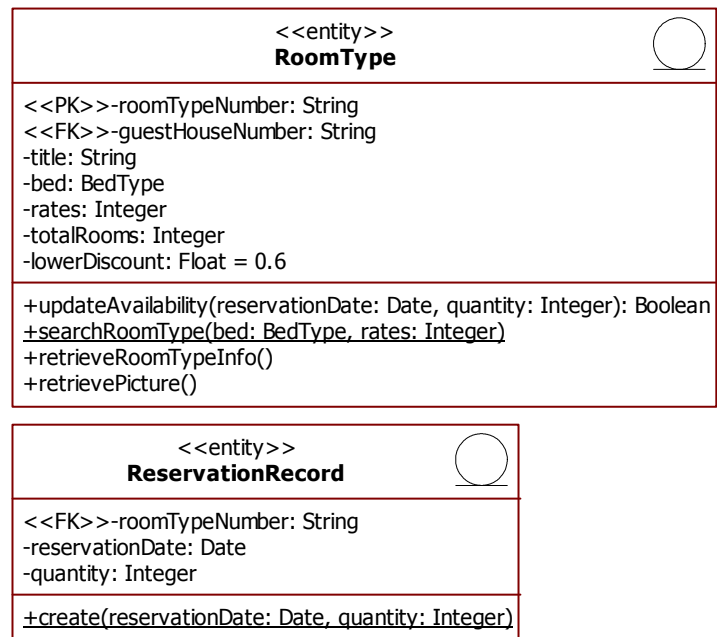 <<entity>>
RoomType
<<PK>>-roomTypeNumber: String
<<FK>>-guestHouseNumber: String
-title: String
-bed: BedType
-rates: Integer
-totalRooms: Integer
-lowerDiscount: Float = 0.6
+updateAvailability(reservationDate: Date, quantity: Integer): Boolean
+searchRoomType(bed: BedType, rates: Integer)
+retrieveRoomTypeInfo()
+retrievePicture()
<<entity>>
ReservationRecord
<<FK>>-roomTypeNumber: String
-reservationDate: Date
-quantity: Integer
+create(reservationDate: Date, quantity: Integer)